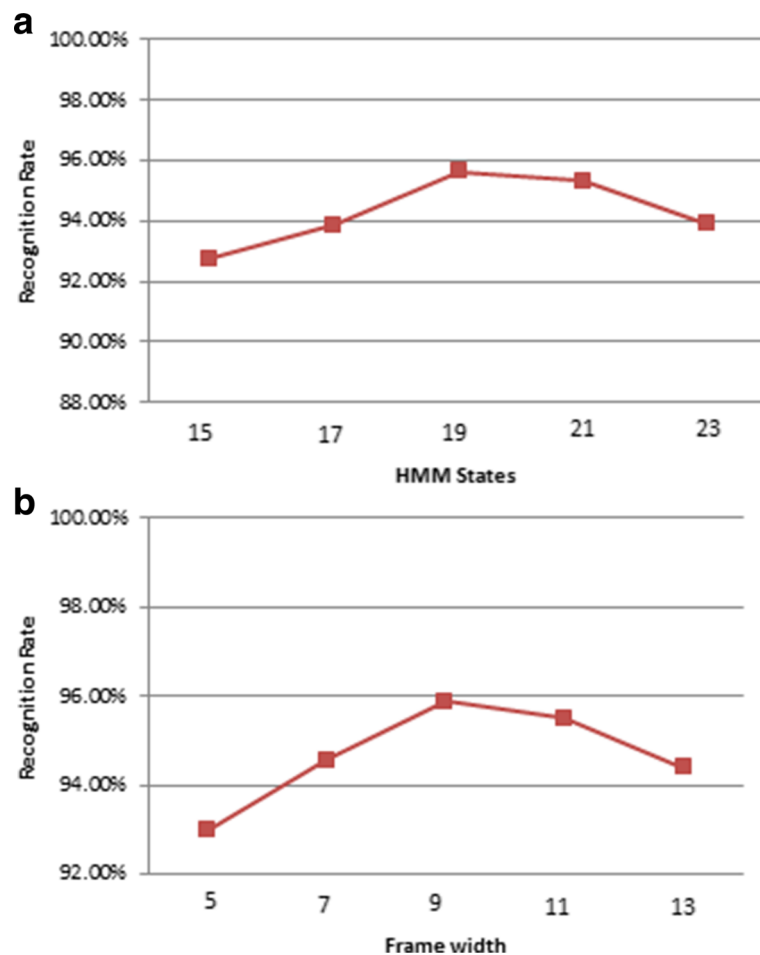 a
100.00%
98.00%
96.00%
94.00%
92.00%
90.00%
88.00%
Recognition Rate
15 17 19 21 23
HMM States
b
100.00%
98.00%
96.00%
94.00%
92.00%
Recognition Rate
5 7 9 11 13
Frame width